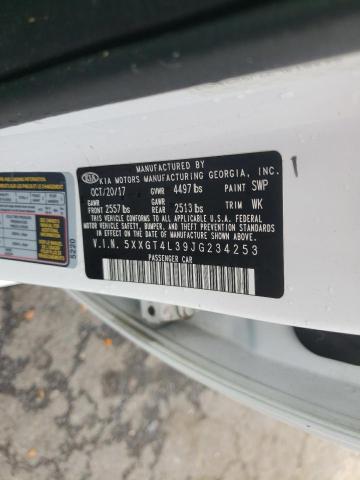 MANUFACTURED BY
KIA KIA MOTORS MANUFACTURING GEORGIA, INC.
OCT/20/17 GVWR 4497 lbs PAINT SWP
GAWR FRONT 2557 lbs GAWR REAR 2513 lbs TRIM WK
THIS VEHICLE CONFORMS TO ALL APPLICABLE U.S.A. FEDERAL
MOTOR VEHICLE SAFETY, BUMPER, AND THEFT PREVENTION STANDARDS
IN EFFECT ON THE DATE OF MANUFACTURE SHOWN ABOVE.
V.I.N. 5XXGT4L39JG234253
PASSENGER CAR
5220